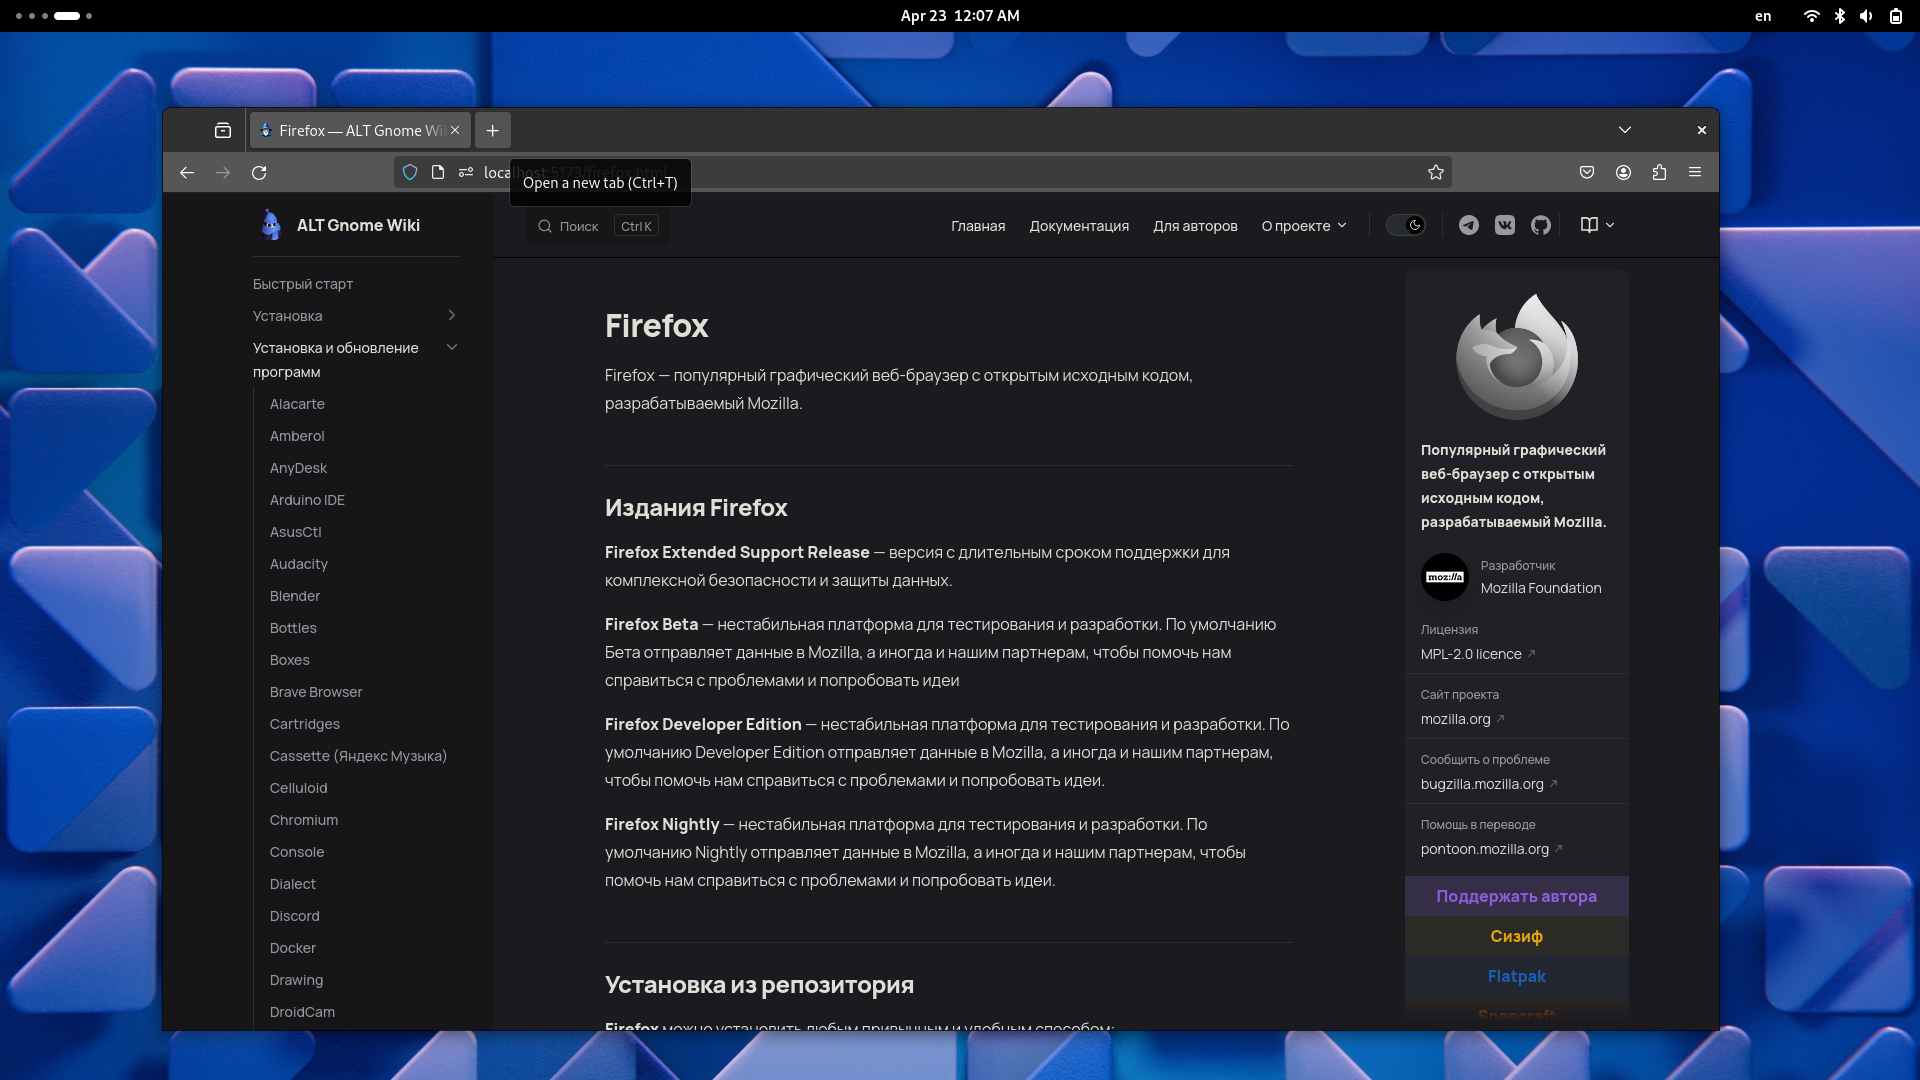 Apr 23 12:07 AM
en
Firefox — ALT Gnome Wi
Open a new tab (Ctrl+T)
ALT Gnome Wiki
Поиск
Ctrl K
Главная
Документация
Для авторов
О проекте
Быстрый старт
Установка
Установка и обновление
программ
Alacarte
Amberol
AnyDesk
Arduino IDE
AsusCtl
Audacity
Blender
Bottles
Boxes
Brave Browser
Cartridges
Cassette (Яндекс Музыка)
Celluloid
Chromium
Console
Dialect
Discord
Docker
Drawing
DroidCam
Firefox
Firefox — популярный графический веб-браузер с открытым исходным кодом,
разрабатываемый Mozilla.
Издания Firefox
Firefox Extended Support Release — версия с длительным сроком поддержки для
комплексной безопасности и защиты данных.
Firefox Beta — нестабильная платформа для тестирования и разработки. По умолчанию
Бета отправляет данные в Mozilla, а иногда и нашим партнерам, чтобы помочь нам
справиться с проблемами и попробовать идеи
Firefox Developer Edition — нестабильная платформа для тестирования и разработки. По
умолчанию Developer Edition отправляет данные в Mozilla, а иногда и нашим партнерам,
чтобы помочь нам справиться с проблемами и попробовать идеи.
Firefox Nightly — нестабильная платформа для тестирования и разработки. По
умолчанию Nightly отправляет данные в Mozilla, а иногда и нашим партнерам, чтобы
помочь нам справиться с проблемами и попробовать идеи.
Установка из репозитория
Firefox можно установить любым привычным и удобным способом:
Популярный графический
веб-браузер с открытым
исходным кодом,
разрабатываемый Mozilla.
moz://a
Разработчик
Mozilla Foundation
Лицензия
MPL-2.0 licence
Сайт проекта
mozilla.org
Сообщить о проблеме
bugzilla.mozilla.org
Помощь в переводе
pontoon.mozilla.org
Поддержать автора
Сизиф
Flatpak
Snapcraft